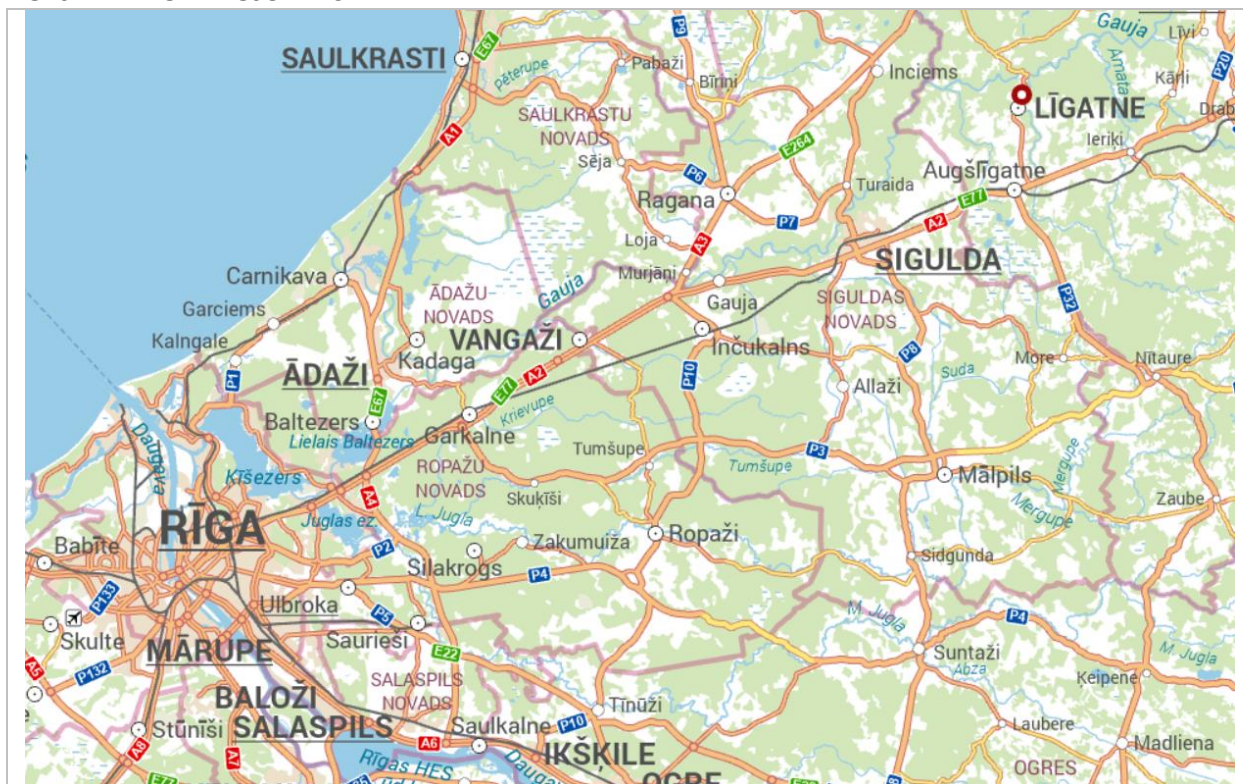 SAULKRASTI
E67
Pēterupe
Pabaži
P9
Bīriņi
Inciems
Gauja
Līvi
Amata
Kārļi
P20
LĪGATNE
Drab
Ieriķi
A1
SAULKRASTU
NOVADS
Sēja
E264
P6
Augšlīgatne
Turaida
Ragana
E77
P7
A2
Loja
A3
Murjāņi
SIGULDA
Carnikava
Gauja
ĀDAŽU
NOVADS
Gauja
SIGULDAS
NOVADS
P32
Garciems
Kalngale
VANGAŽI
Inčukalns
Kadaga
P8
More
Nītaure
P1
ĀDAŽI
A2
E77
P10
Suda
Allaži
E67
Baltezers
Krievupe
Lielais Baltezers
Garkalne
Daugava
Tumšupe
P3
Ķīšezers
ROPAŽU
NOVADS
Tumšupe
Mālpils
Mergupe
Skuķīši
A4
Zaube
RĪGA
Juglas ez.
L. Jugla
Mergupe
Babīte
P2
Zakumuiža
Ropaži
Silakrogs
Sidgunda
P4
P133
Ulbroka
P5
M. Jugla
P4
Skulte
Saurieši
MĀRUPE
E22
Suntaži
M. Jugla
A5
P132
SALASPILS
NOVADS
Abza
Ķeipene
BALOŽI
Tīnūži
Stūnīši
SALASPILS
Saulkalne
P10
Laubere
A8
A7
A6
IKŠĶILE
Madliena
Rīgas HES
Daugava
OGRES
E77
OGRE